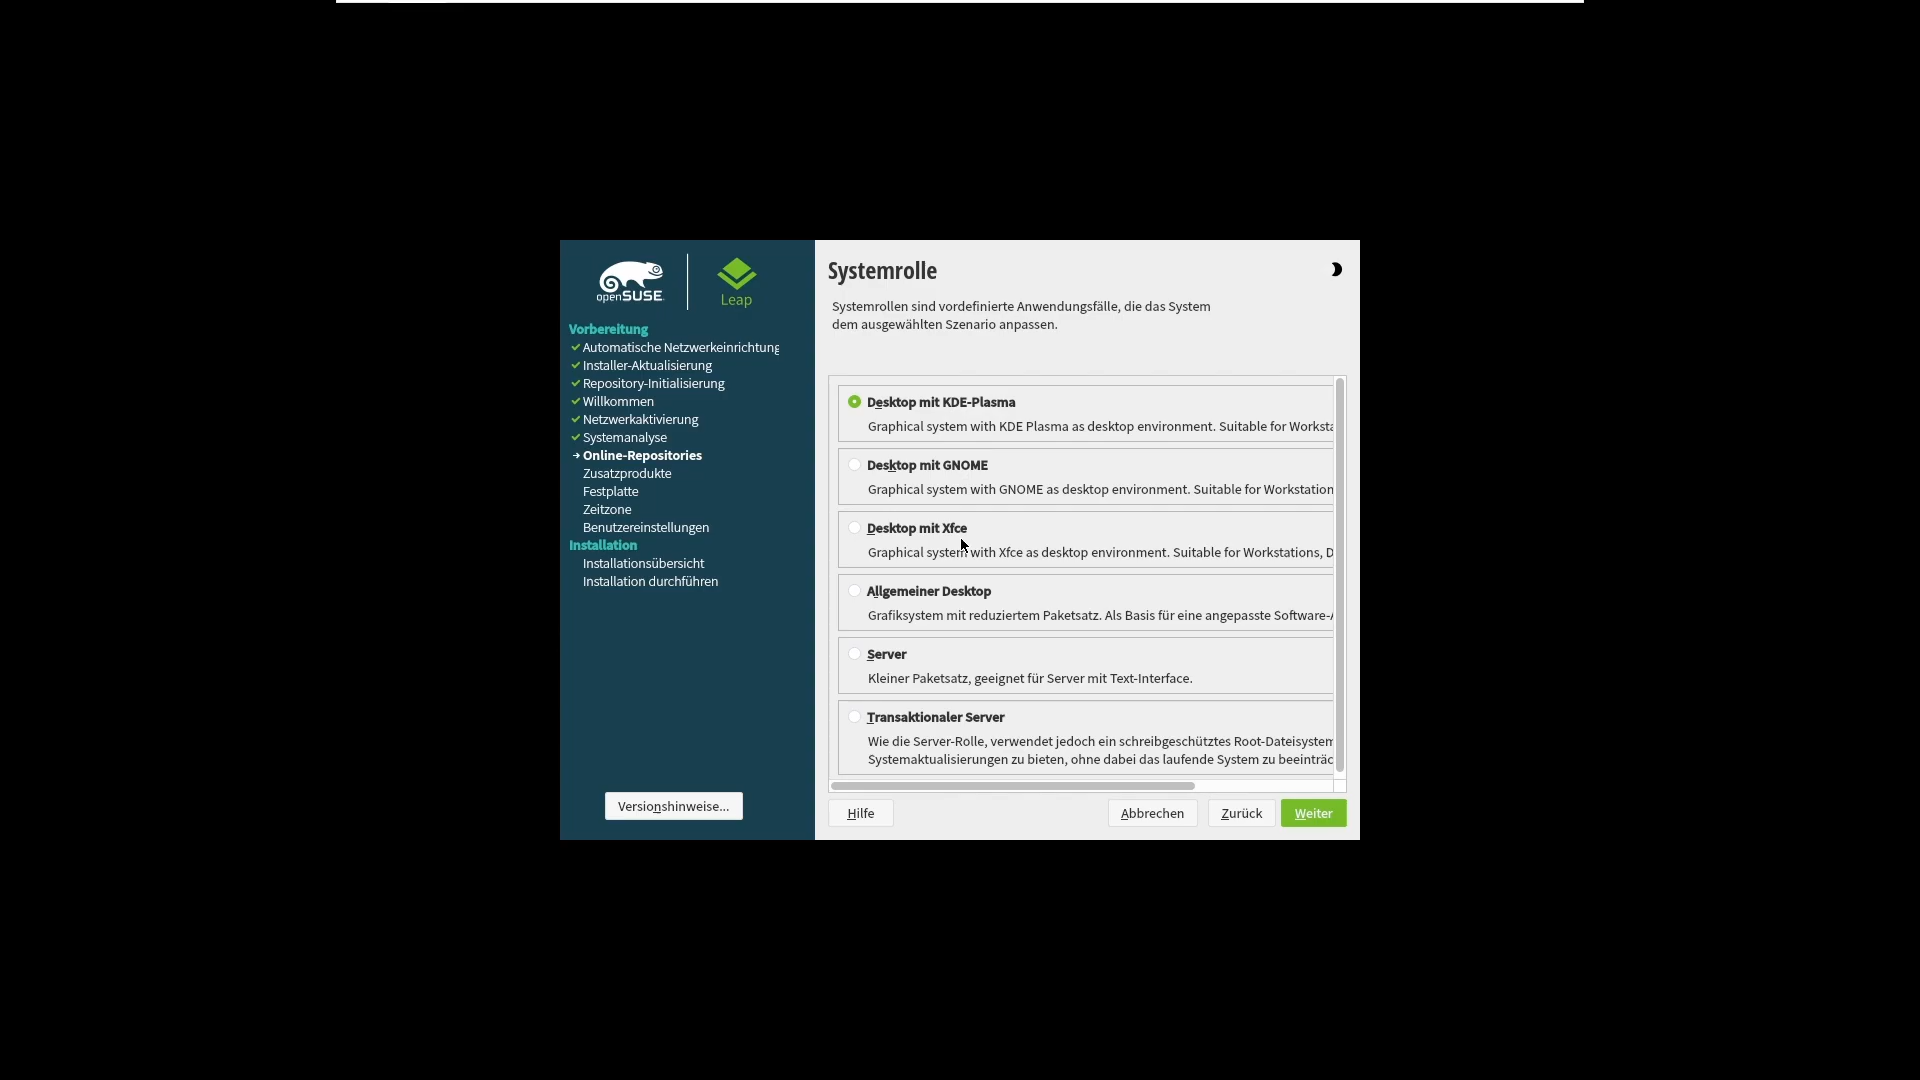 openSUSE
Leap
Vorbereitung
Automatische Netzwerkeinrichtung
Installer-Aktualisierung
Repository-Initialisierung
Willkommen
Netzwerkaktivierung
Systemanalyse
Online-Repositories
Zusatzprodukte
Festplatte
Zeitzone
Benutzereinstellungen
Installation
Installationsübersicht
Installation durchführen
Versionshinweise...
Systemrolle
Systemrollen sind vordefinierte Anwendungsfälle, die das System
dem ausgewählten Szenario anpassen.
Desktop mit KDE-Plasma
Graphical system with KDE Plasma as desktop environment. Suitable for Worksta
Desktop mit GNOME
Graphical system with GNOME as desktop environment. Suitable for Workstation
Desktop mit Xfce
Graphical system with Xfce as desktop environment. Suitable for Workstations, D
Allgemeiner Desktop
Grafiksystem mit reduziertem Paketsatz. Als Basis für eine angepasste Software-A
Server
Kleiner Paketsatz, geeignet für Server mit Text-Interface.
Transaktionaler Server
Wie die Server-Rolle, verwendet jedoch ein schreibgeschütztes Root-Dateisystem
Systemaktualisierungen zu bieten, ohne dabei das laufende System zu beeinträc
Hilfe
Abbrechen
Zurück
Weiter